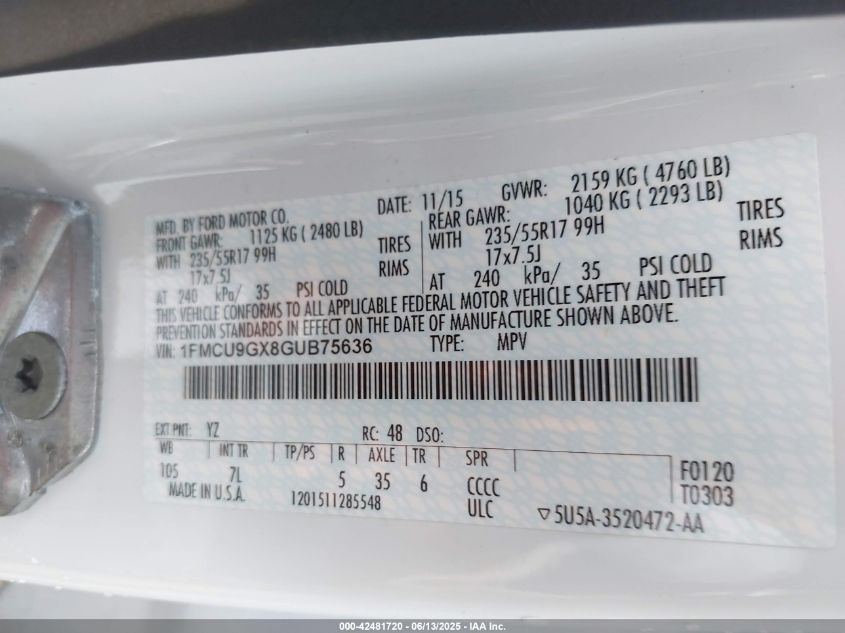 MFD. BY FORD MOTOR CO.
DATE: 11/15 GVWR: 2159 KG ( 4760 LB)
FRONT GAWR: 1125 KG ( 2480 LB)
REAR GAWR: 1040 KG ( 2293 LB)
WITH 235/55R17 99H TIRES
WITH 235/55R17 99H TIRES
17x7.5J RIMS
17x7.5J RIMS
AT 240 kPa/ 35 PSI COLD
AT 240 kPa/ 35 PSI COLD
THIS VEHICLE CONFORMS TO ALL APPLICABLE FEDERAL MOTOR VEHICLE SAFETY AND THEFT
PREVENTION STANDARDS IN EFFECT ON THE DATE OF MANUFACTURE SHOWN ABOVE.
VIN: 1FMCU9GX8GUB75636 TYPE: MPV
EXT PNT: YZ RC: 48 DSO:
WB INT TR TP/PS R AXLE TR SPR
105 7L 5 35 6 CCCC
F0120
T0303
MADE IN U.S.A. 1201511285548 ULC ▽5U5A-3520472-AA
000-42481720 - 06/13/2025 - IAA Inc.